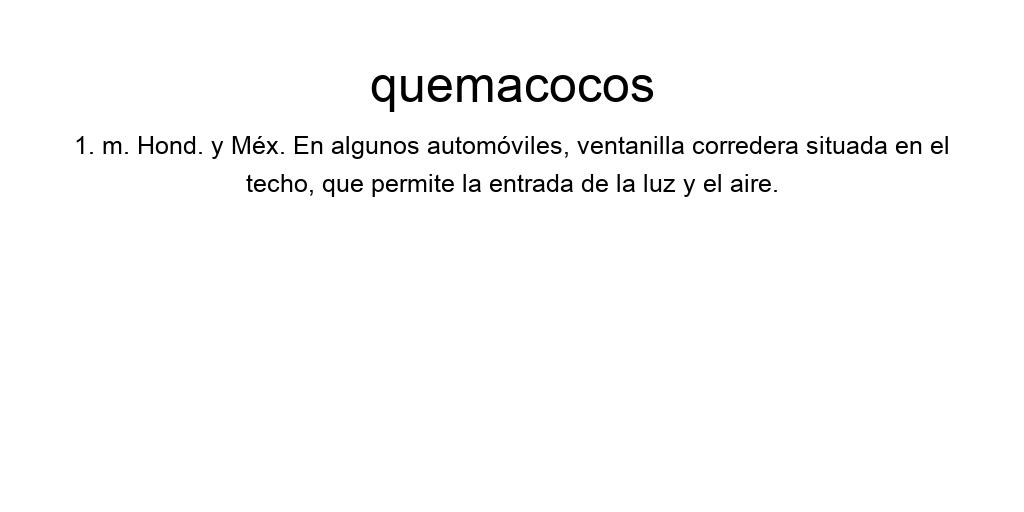 quemacocos
1. m. Hond. y Méx. En algunos automóviles, ventanilla corredera situada en el
techo, que permite la entrada de la luz y el aire.